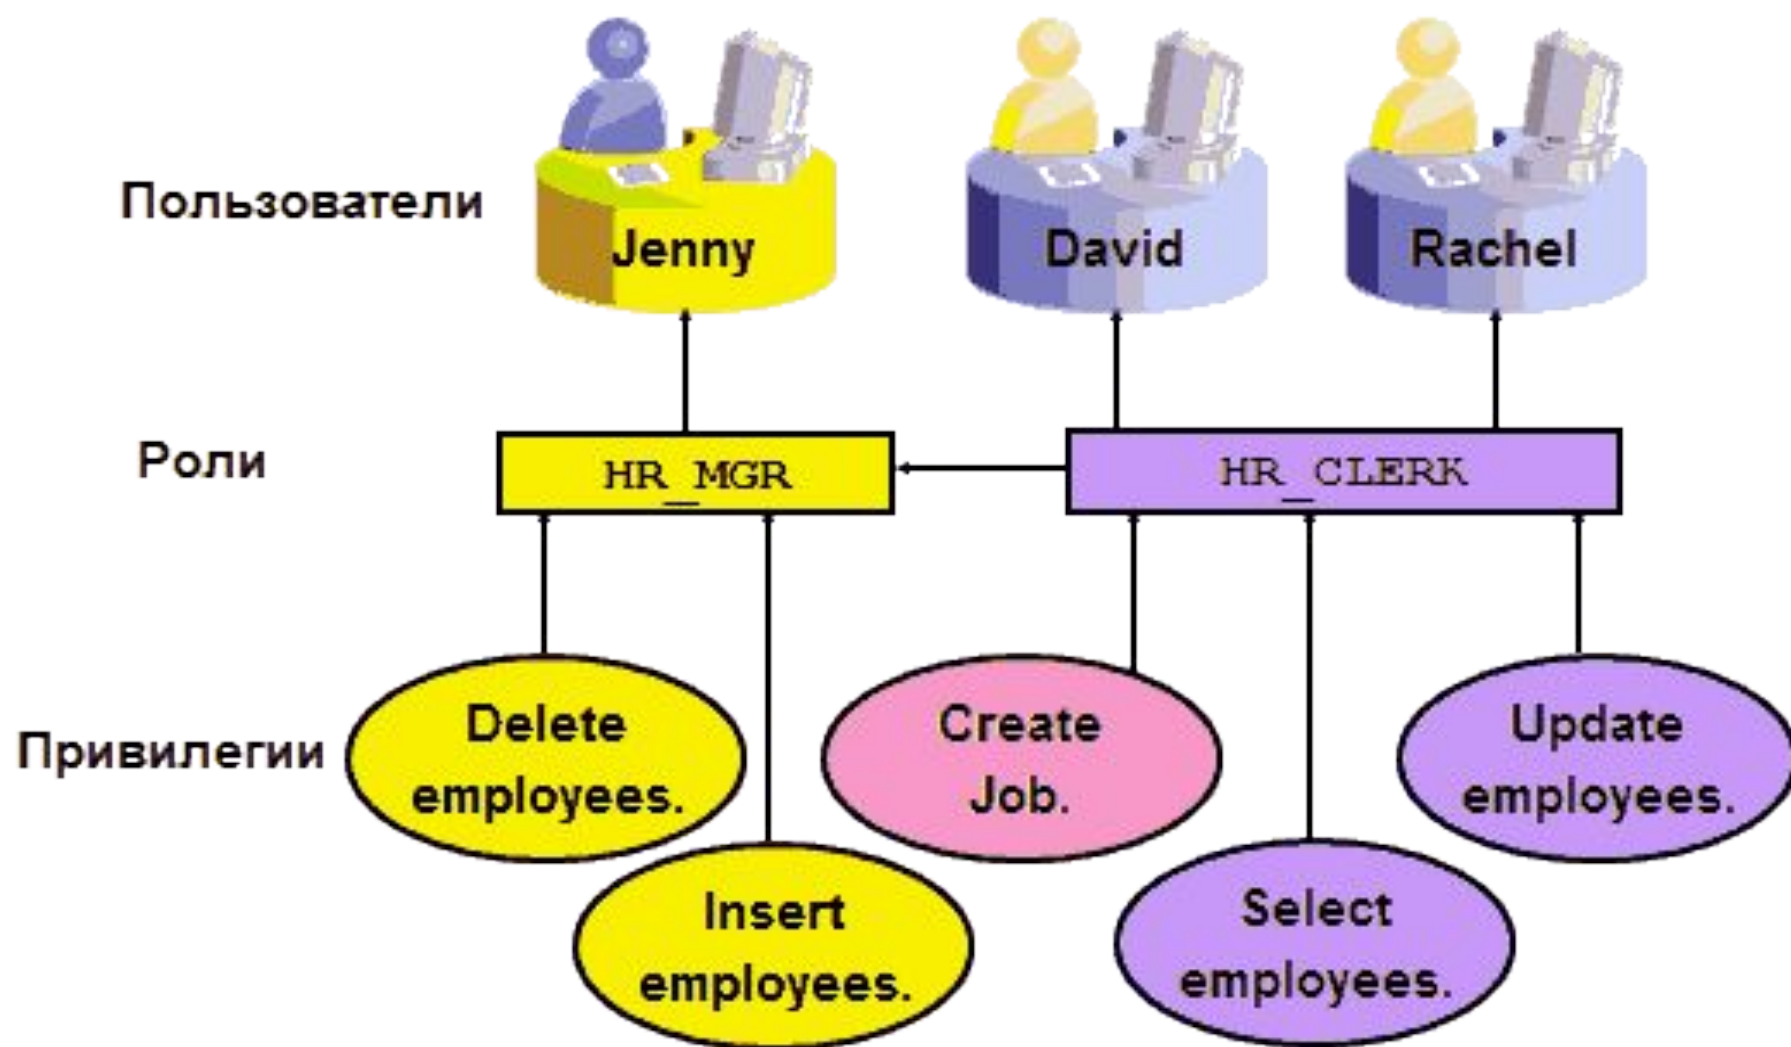 Пользователи
Jenny
David
Rachel
Роли
HR_MGR
HR_CLERK
Привилегии
Delete
employees.
Create
Job.
Update
employees.
Insert
employees.
Select
employees.